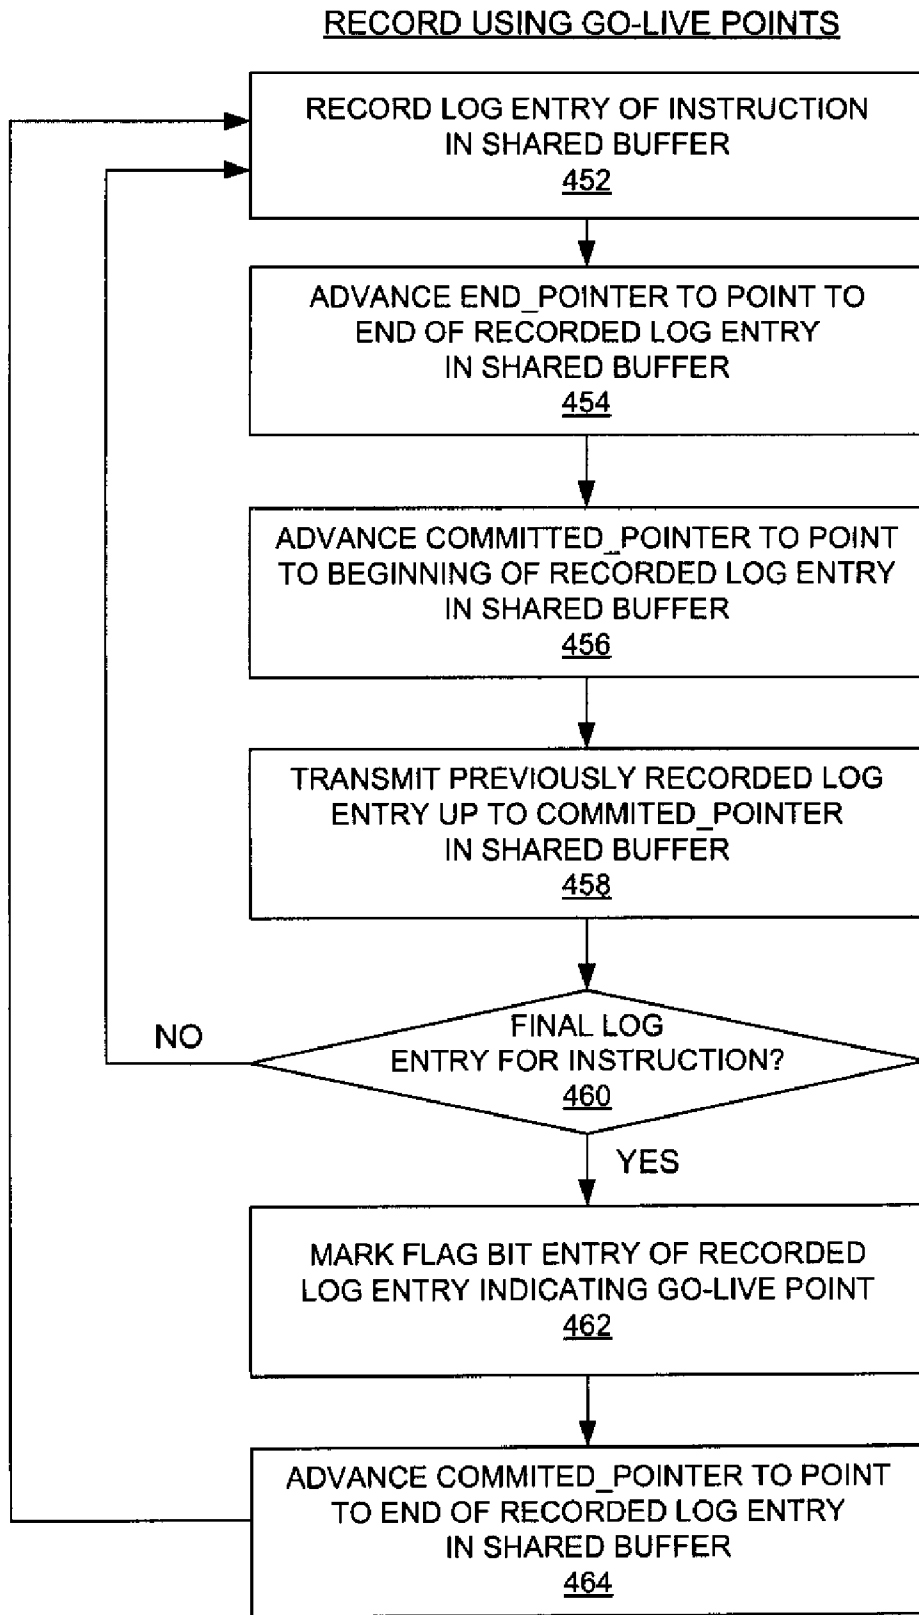 RECORD USING GO-LIVE POINTS
RECORD LOG ENTRY OF INSTRUCTION
IN SHARED BUFFER
452
ADVANCE END_POINTER TO POINT TO
END OF RECORDED LOG ENTRY
IN SHARED BUFFER
454
ADVANCE COMMITTED_POINTER TO POINT
TO BEGINNING OF RECORDED LOG ENTRY
IN SHARED BUFFER
456
TRANSMIT PREVIOUSLY RECORDED LOG
ENTRY UP TO COMMITED_POINTER
IN SHARED BUFFER
458
NO
FINAL LOG
ENTRY FOR INSTRUCTION?
460
YES
MARK FLAG BIT ENTRY OF RECORDED
LOG ENTRY INDICATING GO-LIVE POINT
462
ADVANCE COMMITED_POINTER TO POINT
TO END OF RECORDED LOG ENTRY
IN SHARED BUFFER
464